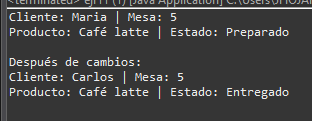 Cliente: Maria | Mesa: 5
Producto: Café latte | Estado: Preparado
Después de cambios:
Cliente: Carlos | Mesa: 5
Producto: Café latte | Estado: Entregado